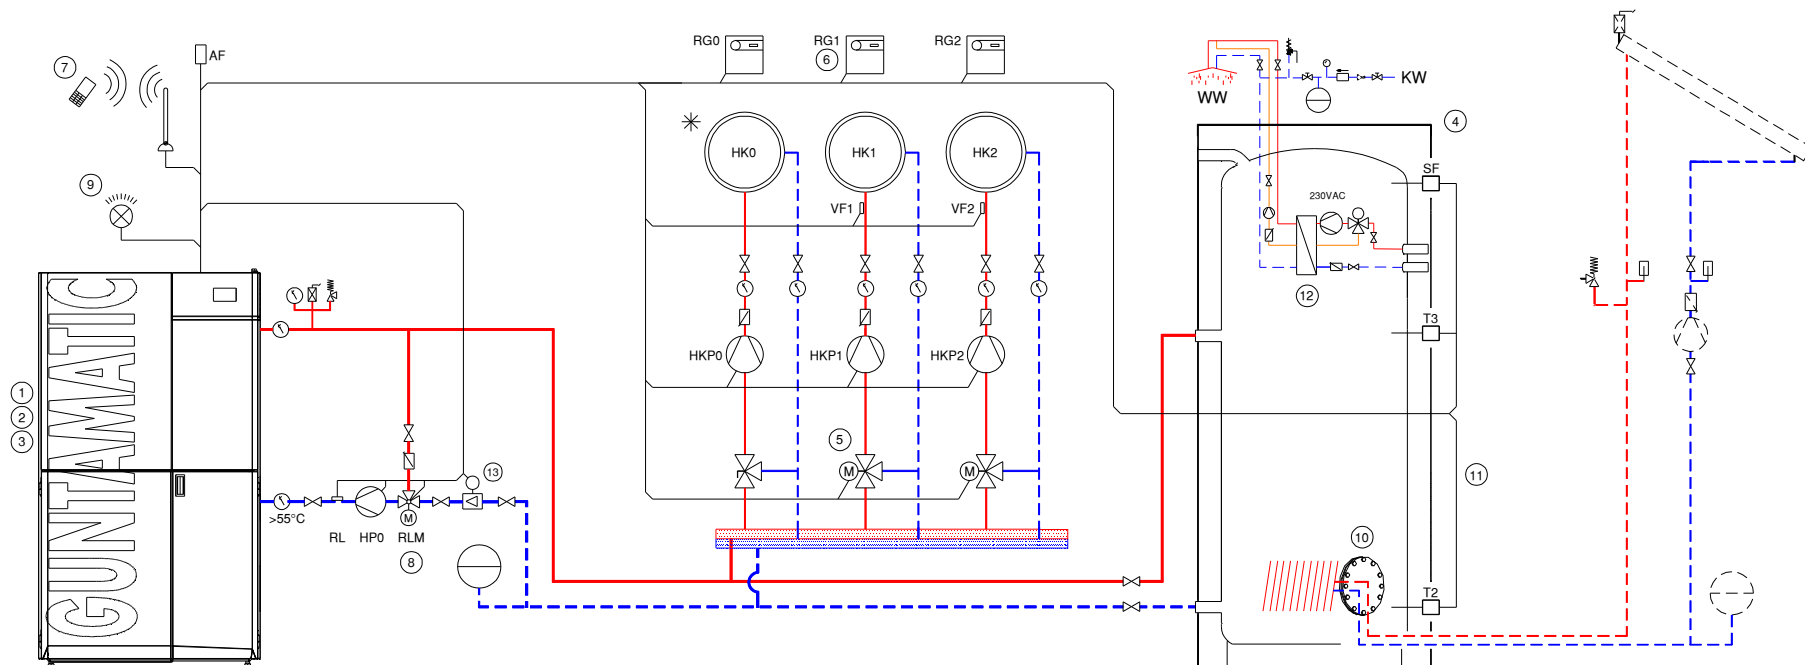 RG0
RG1
RG2
6
7
AF
WW
KW
4
HK0
HK1
HK2
SF
9
VF1
VF2
230VAC
12
GUNTAMATIC
T3
HKP0
HKP1
HKP2
1
2
3
5
M
M
13
11
>55°C
RL
HP0
RLM
M
8
10
T2